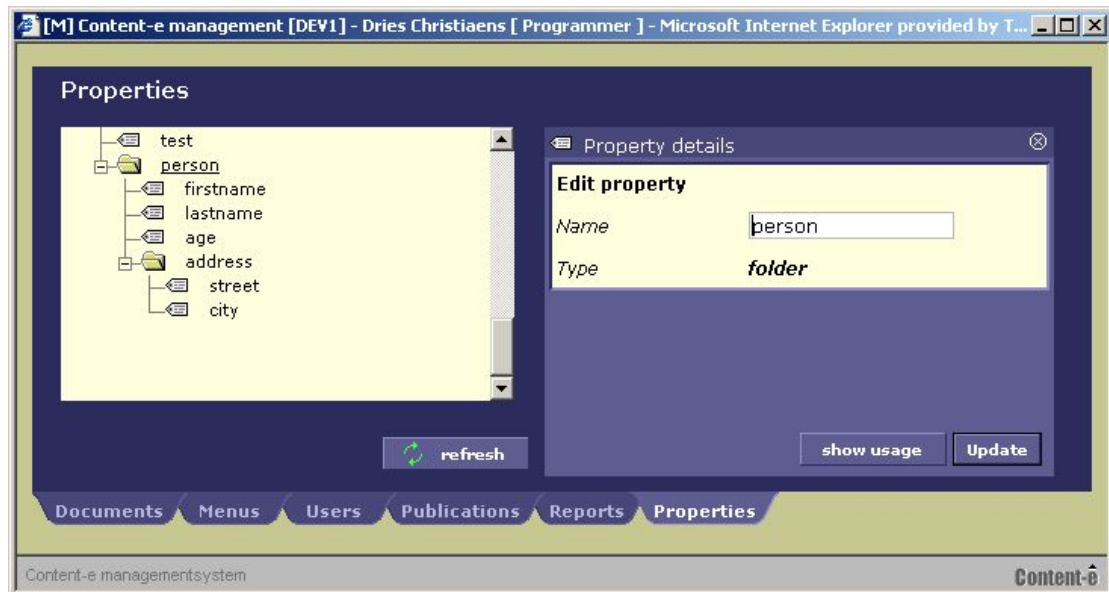 [M] Content-e management [DEV1] - Dries Christiaens [ Programmer ] - Microsoft Internet Explorer provided by T...
Properties
test
person
firstname
lastname
age
address
street
city
refresh
Property details
Edit property
Name person
Type folder
show usage Update
Documents Menus Users Publications Reports Properties
Content-e managementsystem Content-ê